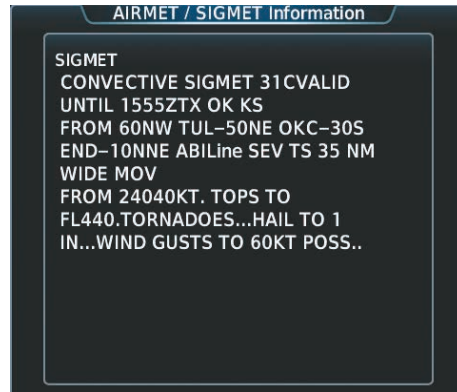 AIRMET / SIGMET Information
SIGMET
CONVECTIVE SIGMET 31CVALID
UNTIL 1555ZTX OK KS
FROM 60NW TUL–50NE OKC–30S
END–10NNE ABILine SEV TS 35 NM
WIDE MOV
FROM 24040KT. TOPS TO
FL440.TORNADOES...HAIL TO 1
IN...WIND GUSTS TO 60KT POSS..